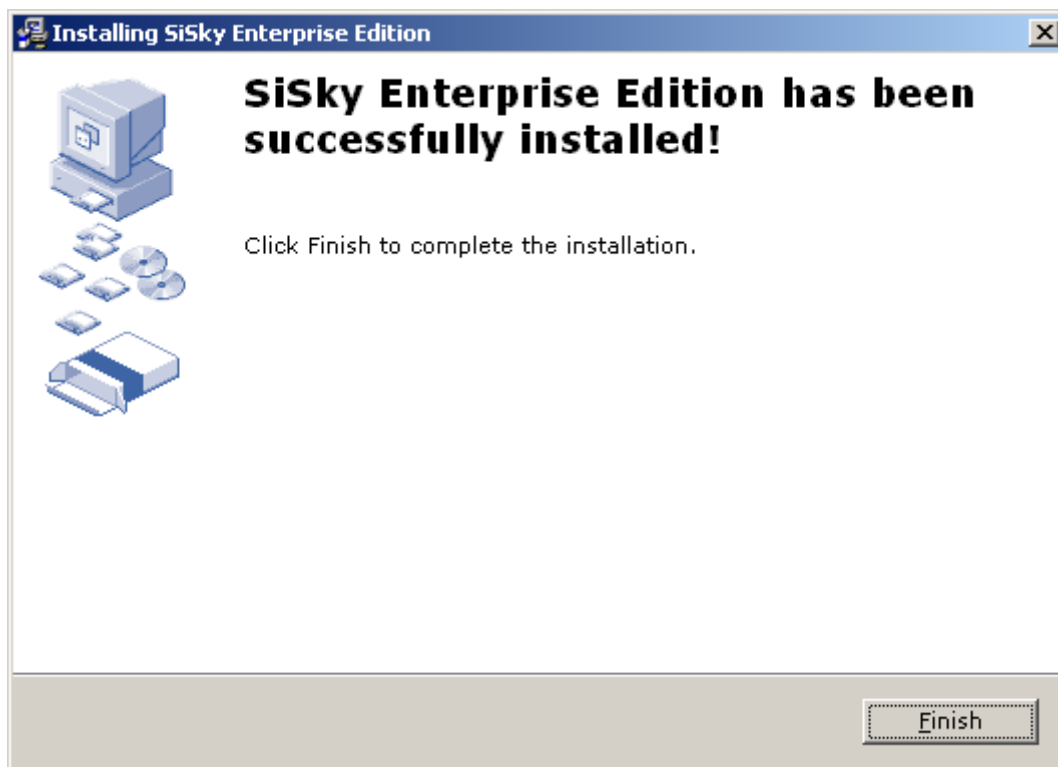 Installing SiSky Enterprise Edition
SiSky Enterprise Edition has been
successfully installed!
Click Finish to complete the installation.
Finish